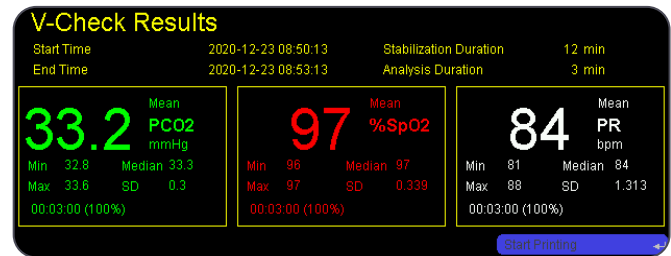 V-Check Results
Start Time 2020-12-23 08:50:13 Stabilization Duration 12 min
End Time 2020-12-23 08:53:13 Analysis Duration 3 min
33.2 Mean PCO2 mmHg
Min 32.8 Median 33.3
Max 33.6 SD 0.3
00:03:00 (100%)
97 Mean %SpO2
Min 96 Median 97
Max 97 SD 0.339
00:03:00 (100%)
84 Mean PR bpm
Min 81 Median 84
Max 88 SD 1.313
00:03:00 (100%)
Start Printing